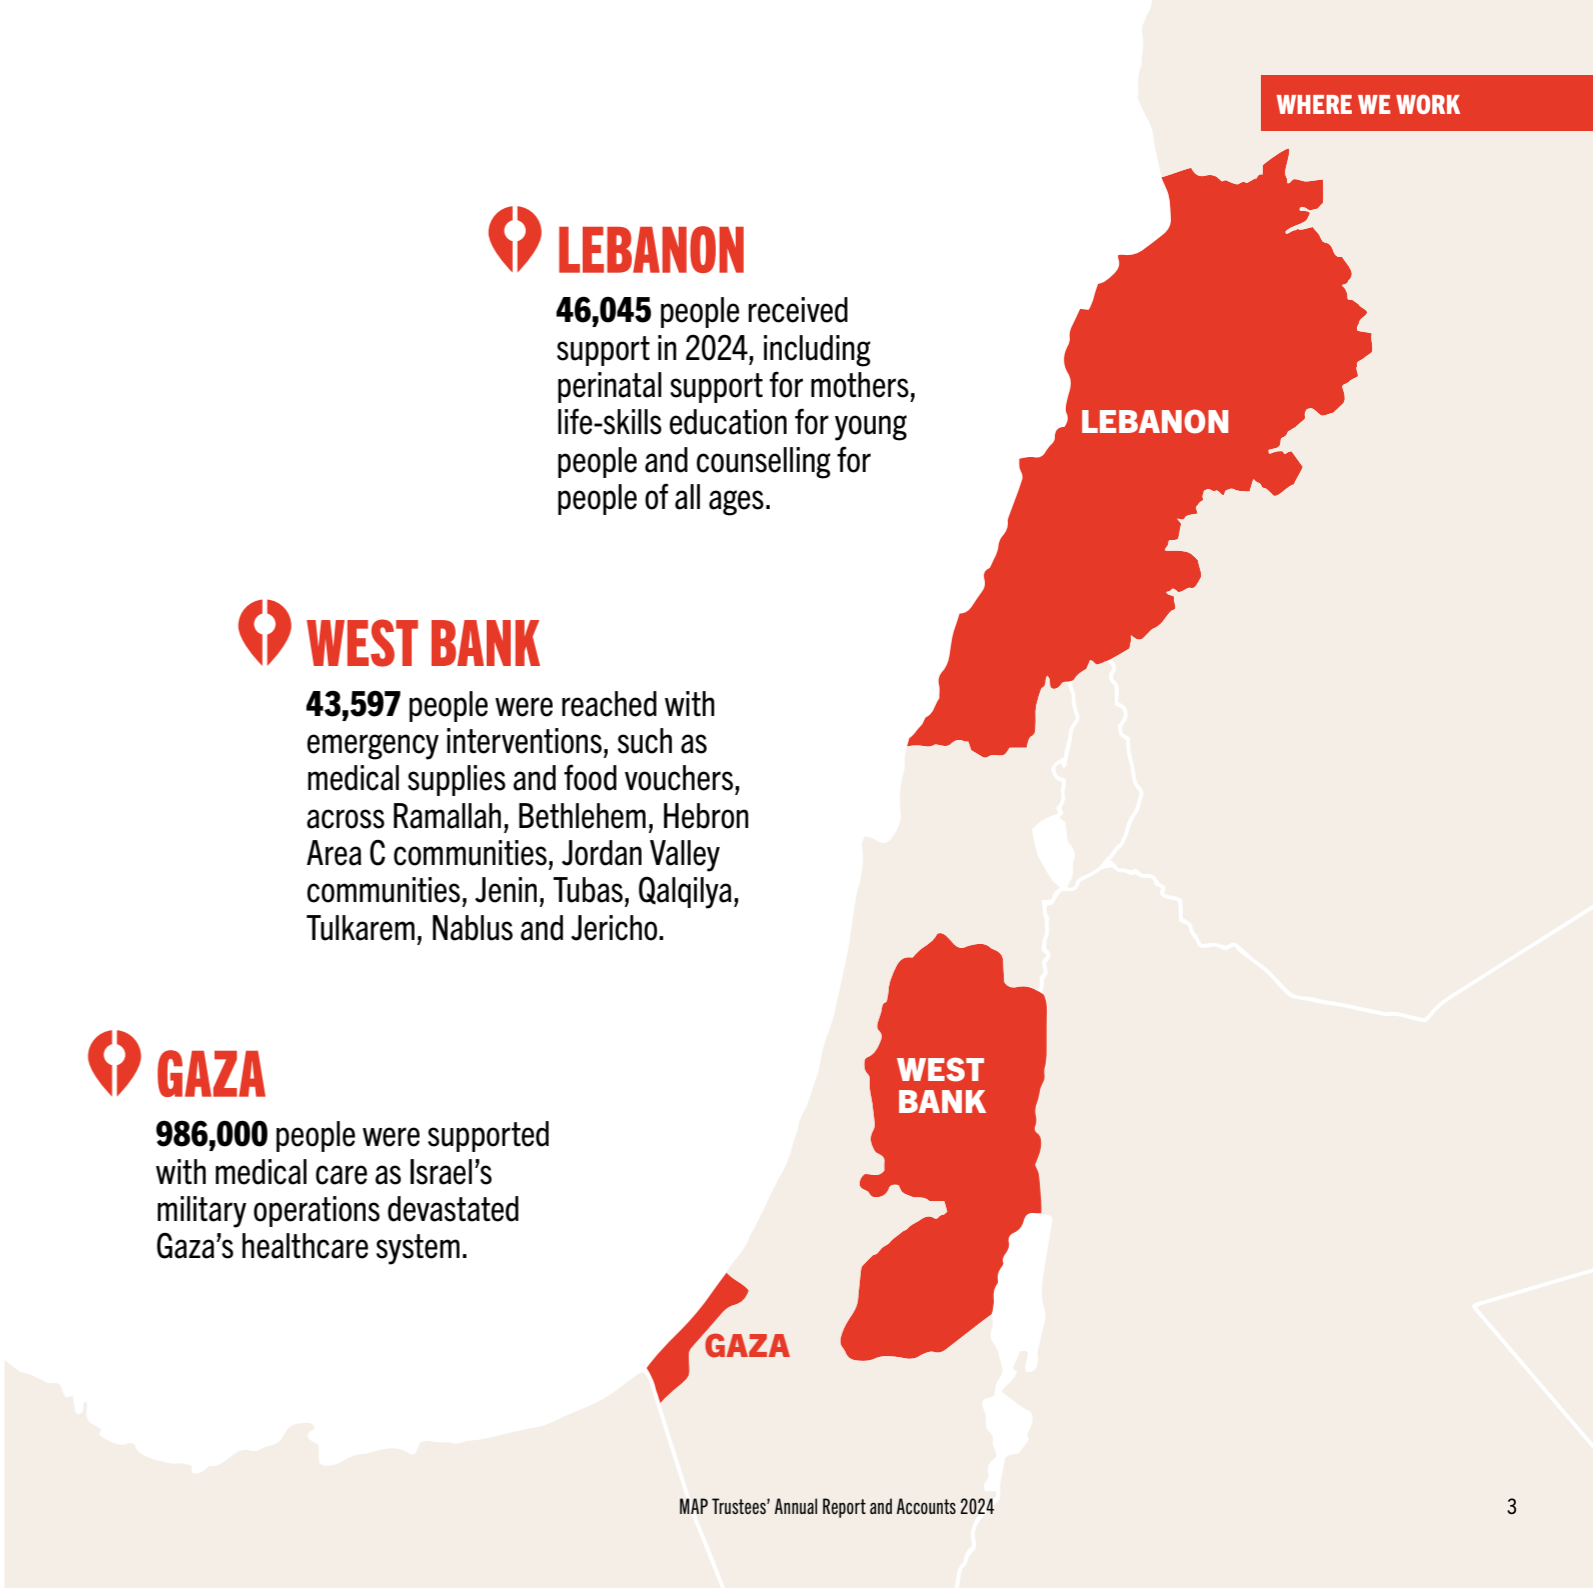 WHERE WE WORK
LEBANON
46,045 people received
support in 2024, including
perinatal support for mothers,
life-skills education for young
people and counselling for
people of all ages.
LEBANON
WEST BANK
43,597 people were reached with
emergency interventions, such as
medical supplies and food vouchers,
across Ramallah, Bethlehem, Hebron
Area C communities, Jordan Valley
communities, Jenin, Tubas, Qalqilya,
Tulkarem, Nablus and Jericho.
WEST
BANK
GAZA
986,000 people were supported
with medical care as Israel’s
military operations devastated
Gaza’s healthcare system.
GAZA
MAP Trustees’ Annual Report and Accounts 2024
3